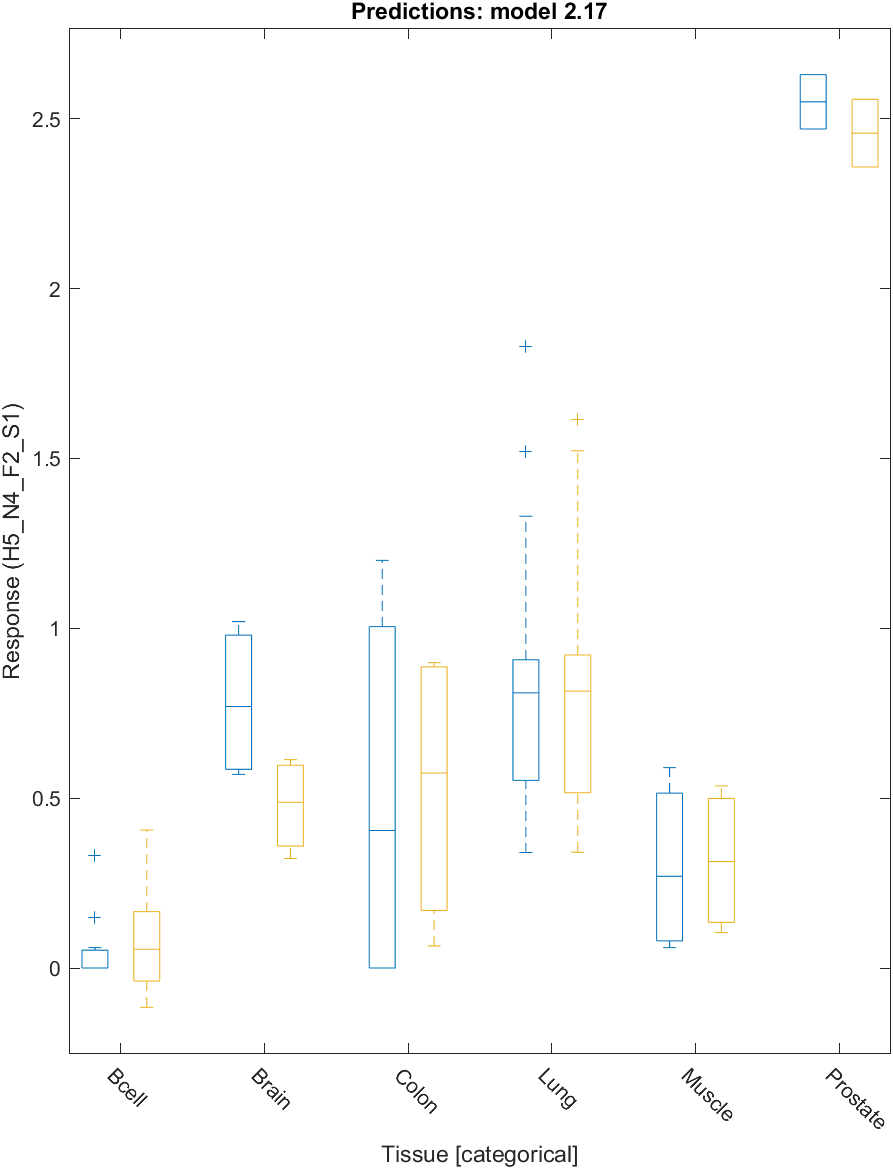 Predictions: model 2.17
Response (H5_N4_F2_S1)
2.5
2
1.5
1
0.5
0
Bcell
Brain
Colon
Lung
Muscle
Prostate
Tissue [categorical]